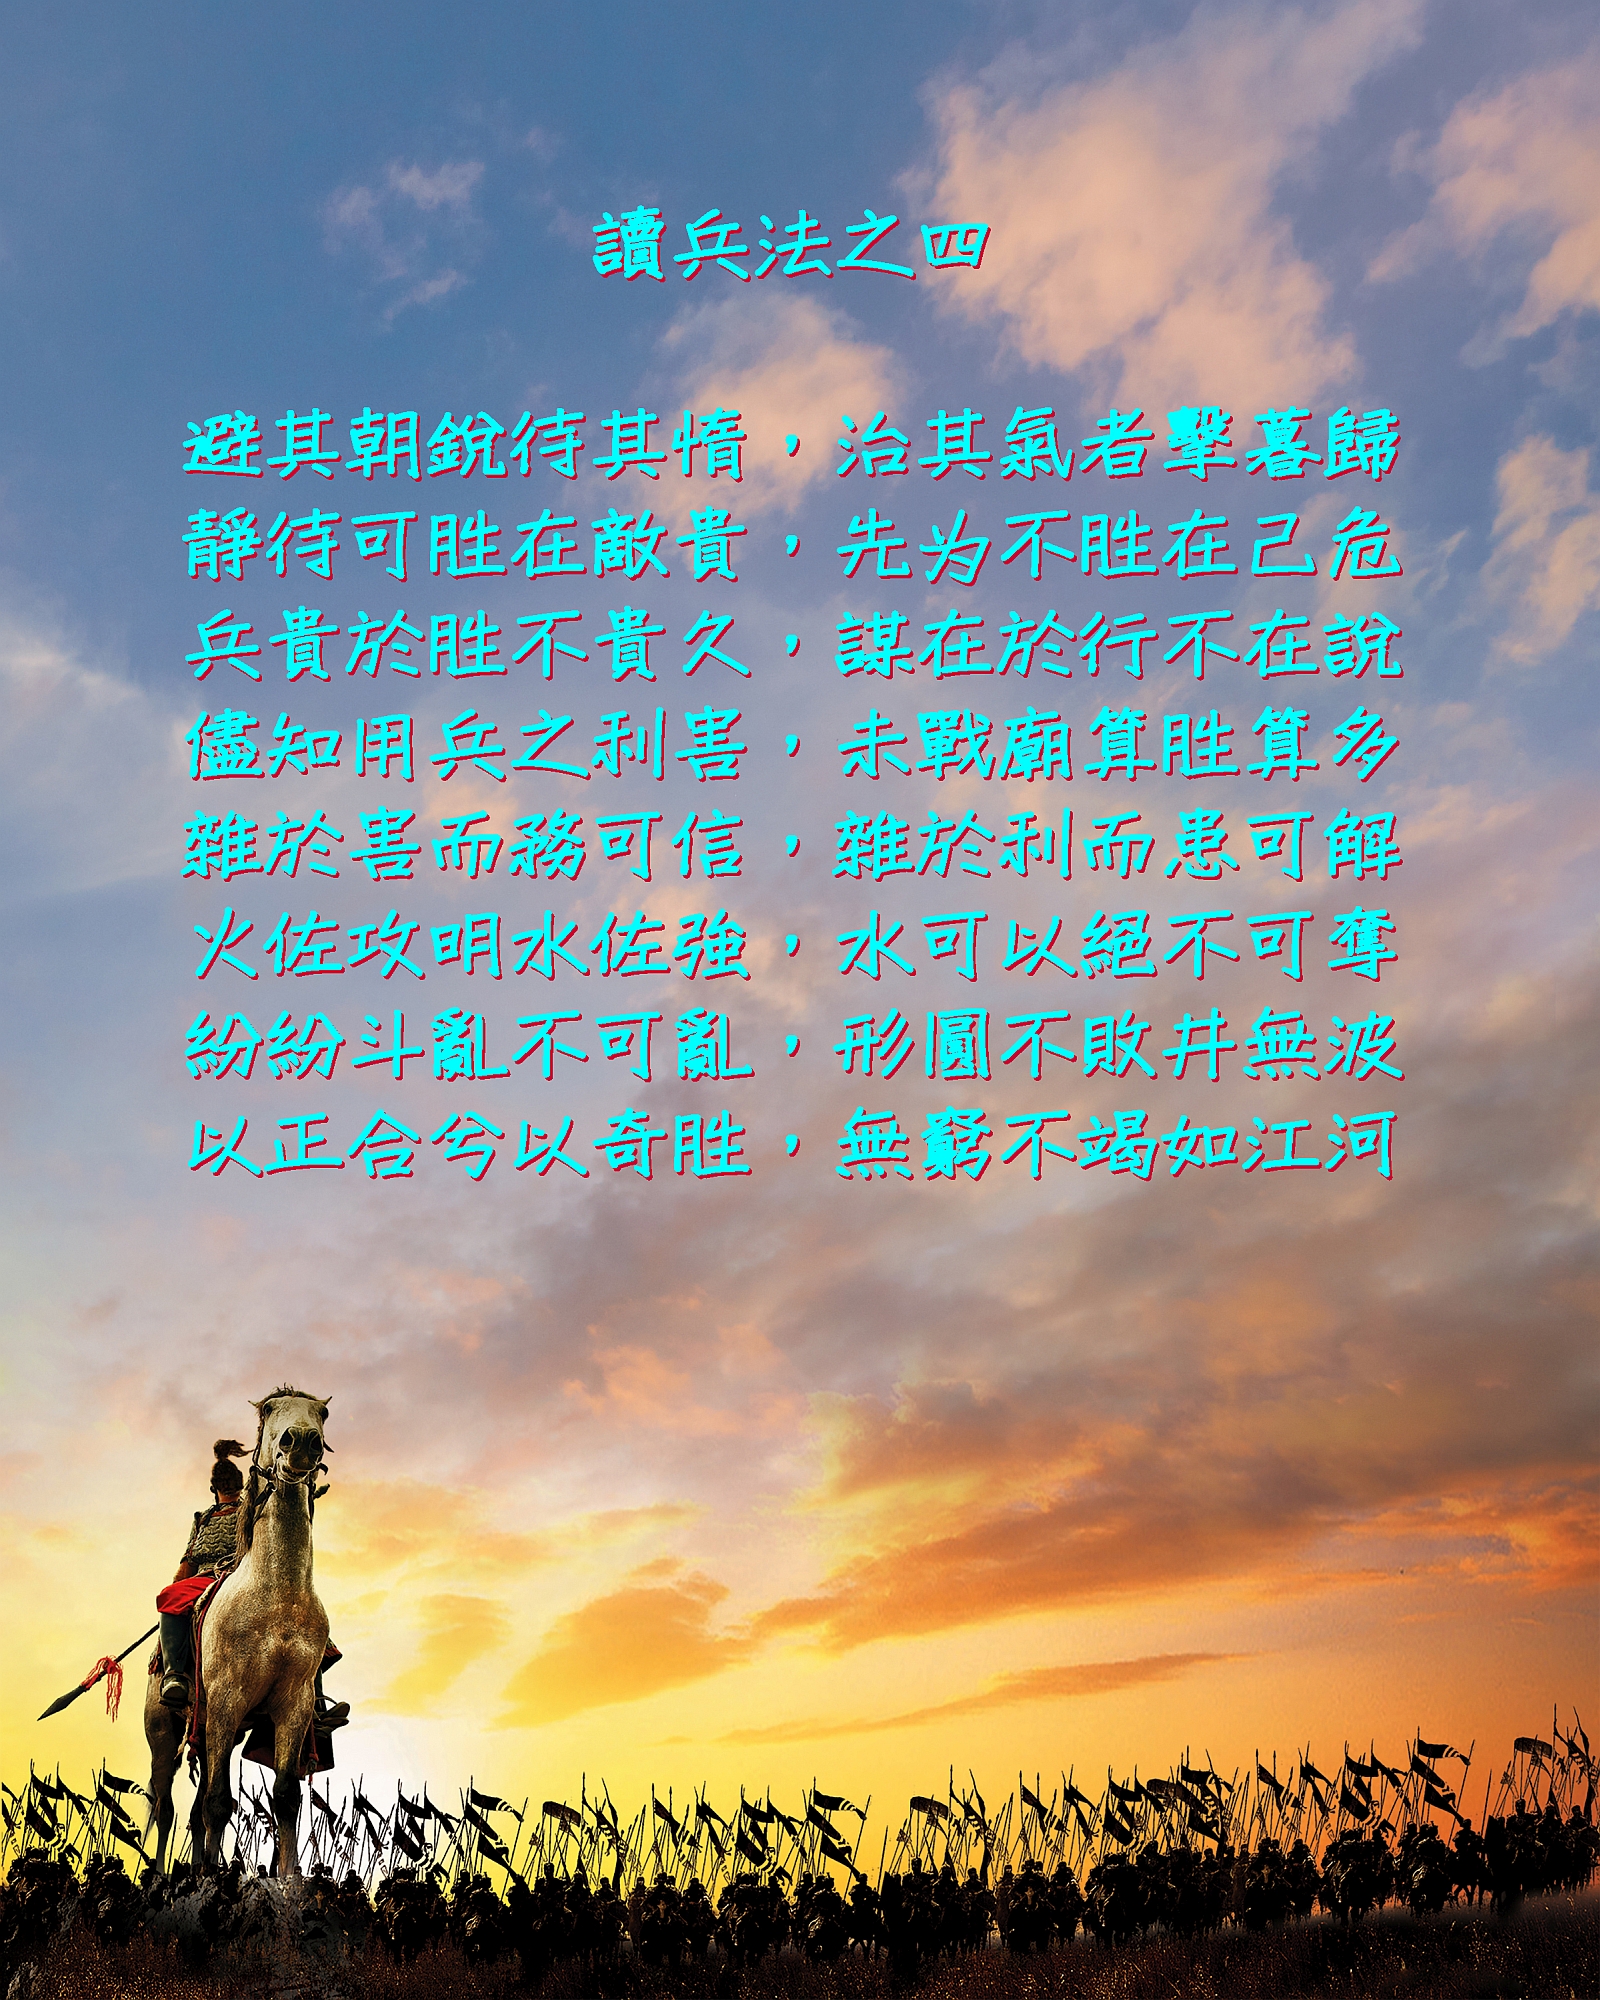 讀兵法之四
避其朝銳待其惰，治其氣者擊暮歸
靜待可胜在敵貴，先为不胜在己危
兵貴於胜不貴久，謀在於行不在說
儘知用兵之利害，未戰廟算胜算多
雜於害而務可信，雜於利而患可解
火佐攻明水佐強，水可以絕不可奪
紛紛斗亂不可亂，形圓不敗井無波
以正合兮以奇胜，無窮不竭如江河